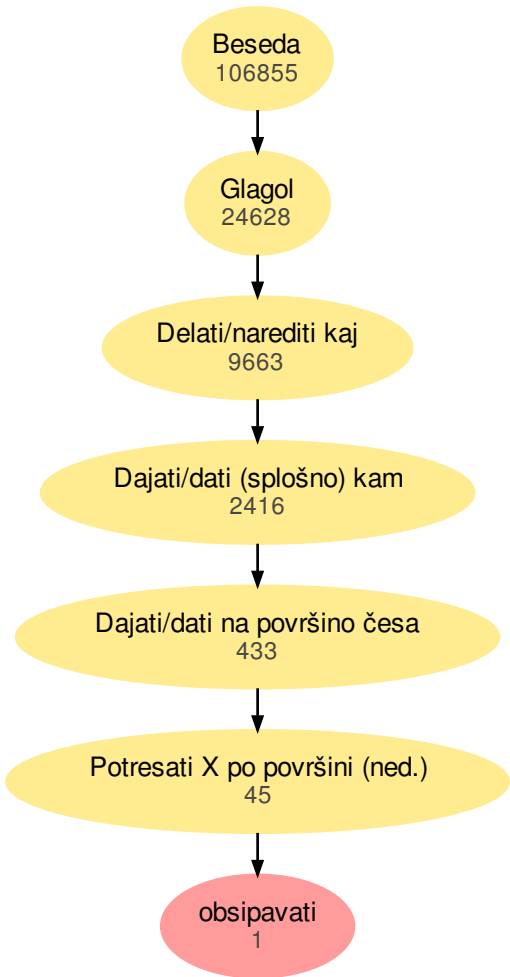 Beseda
106855
Glagol
24628
Delati/narediti kaj
9663
Dajati/dati (splošno) kam
2416
Dajati/dati na površino česa
433
Potresati X po površini (ned.)
45
obsipavati
1